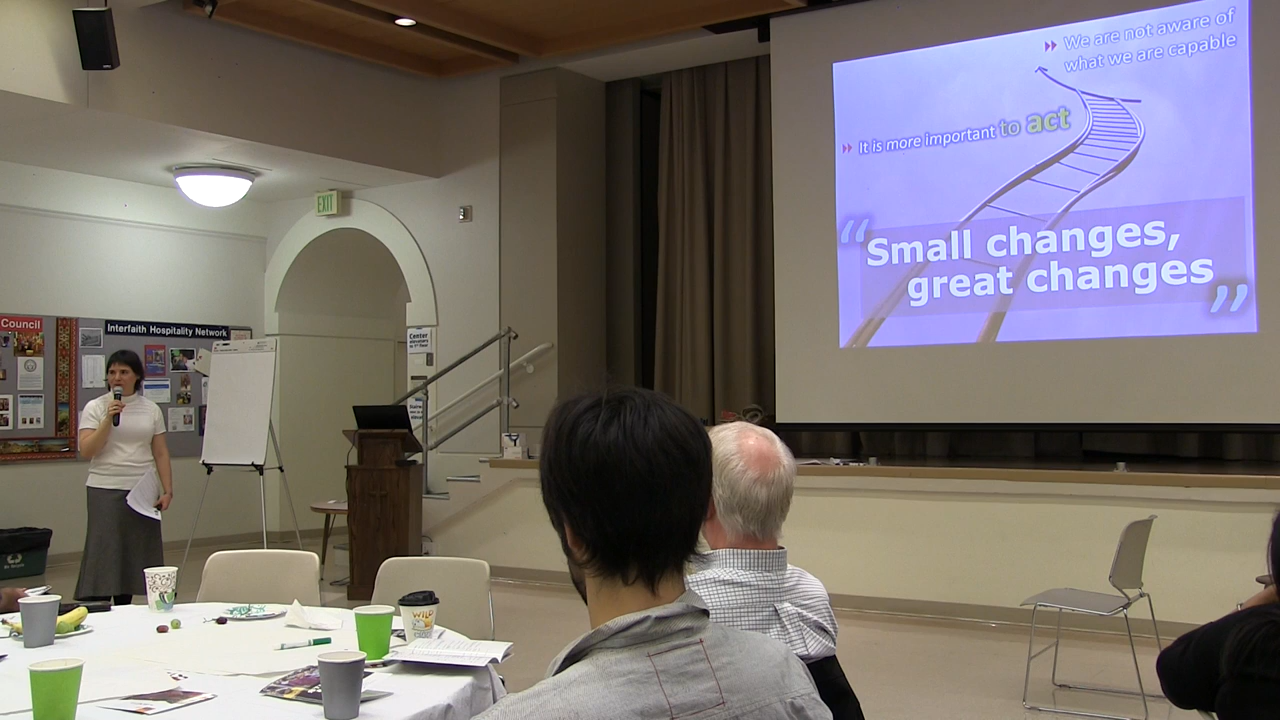 We are not aware of
what we are capable
It is more important to act
“
Small changes,
great changes
”
EXIT
Council
Interfaith Hospitality Network
Center
WILD